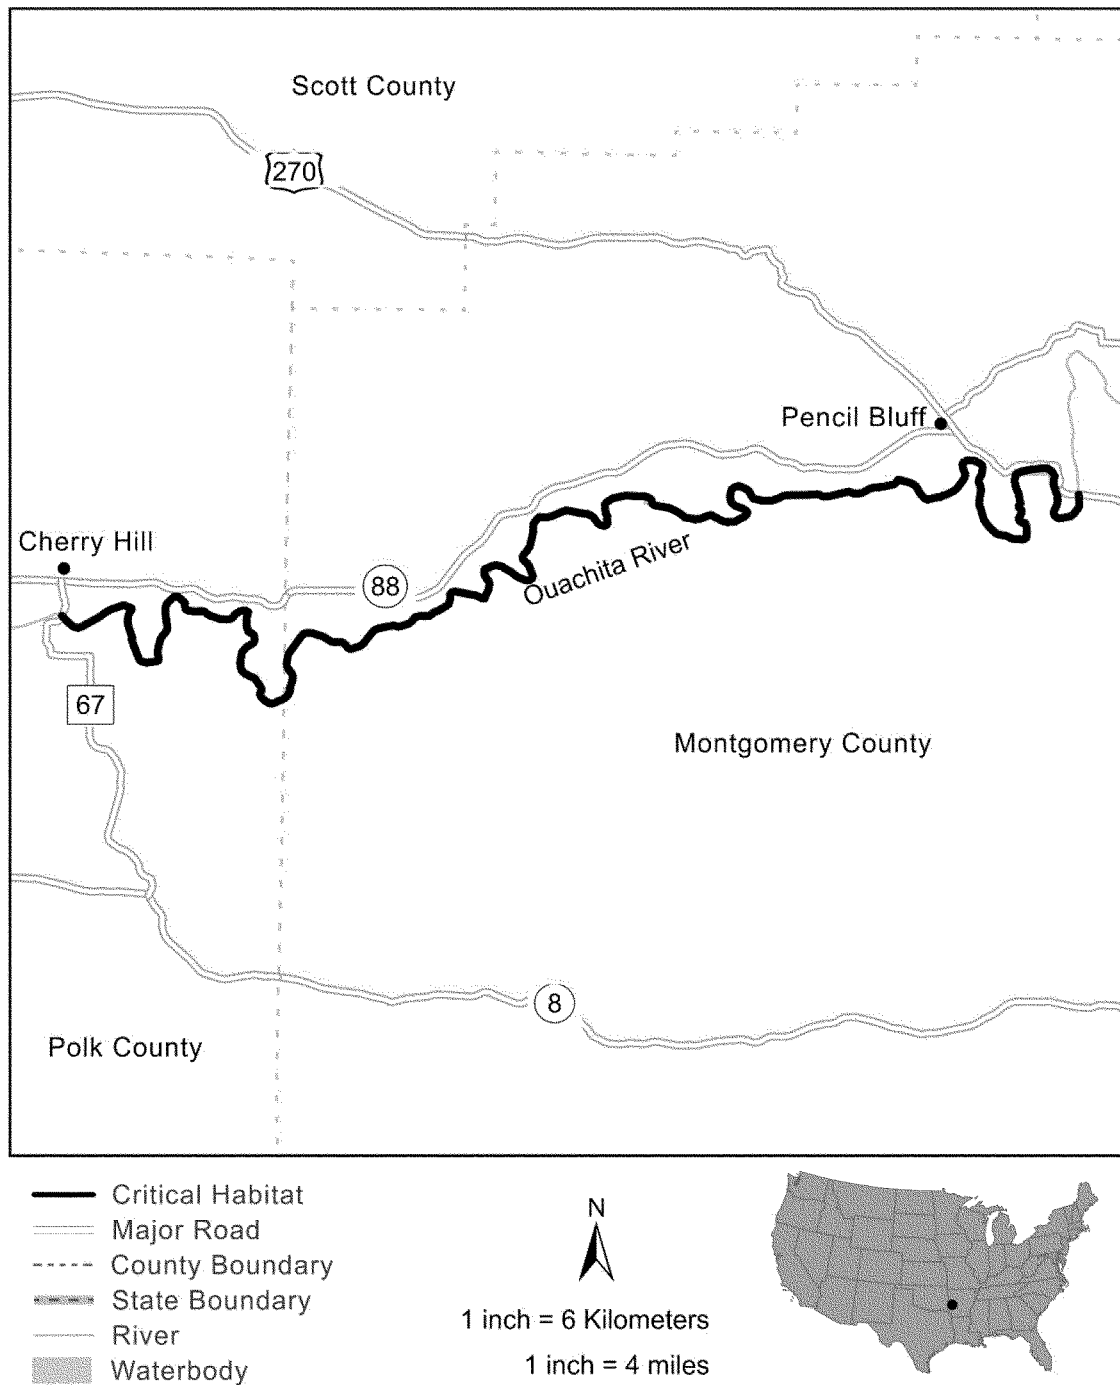 Scott County
270
Pencil Bluff
Cherry Hill
88
Ouachita River
67
Montgomery County
8
Polk County
Critical Habitat
Major Road
County Boundary
State Boundary
River
Waterbody
N
1 inch = 6 Kilometers
1 inch = 4 miles